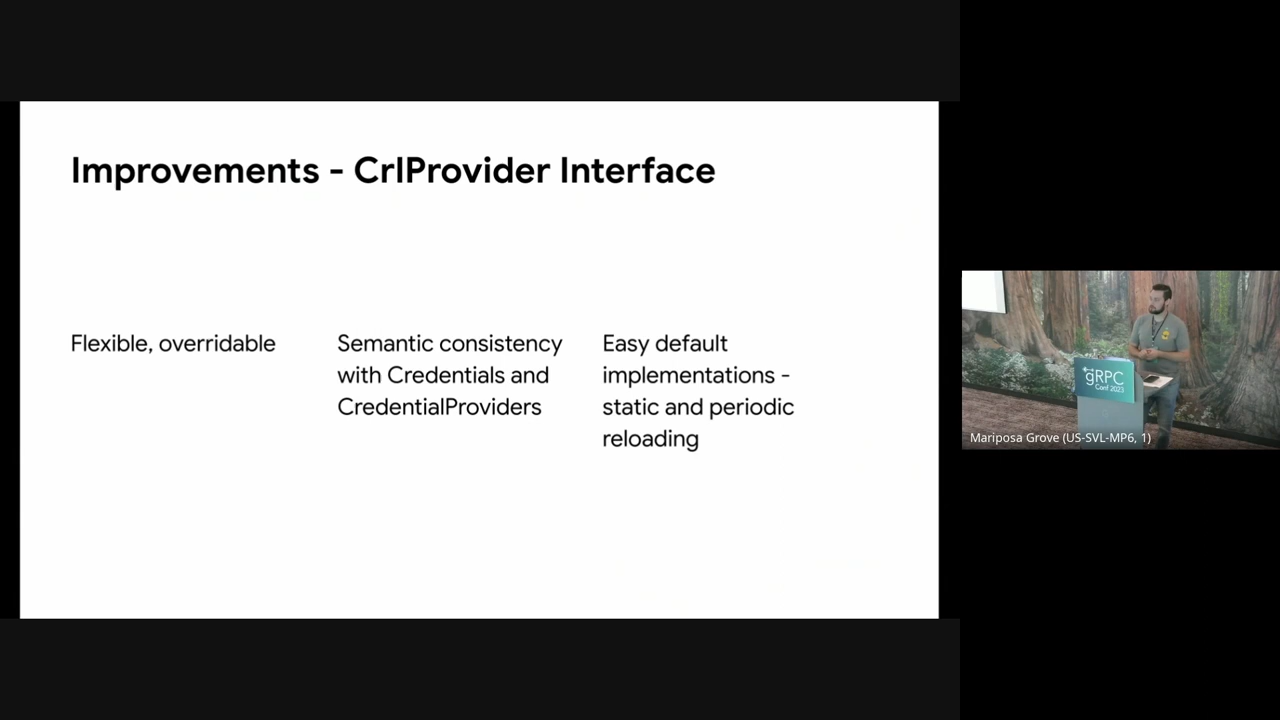 Improvements - CrlProvider Interface
Flexible, overridable
Semantic consistency
with Credentials and
CredentialProviders
Easy default
implementations -
static and periodic
reloading
gRPC
Conf 2023
Mariposa Grove (US-SVL-MP6, 1)